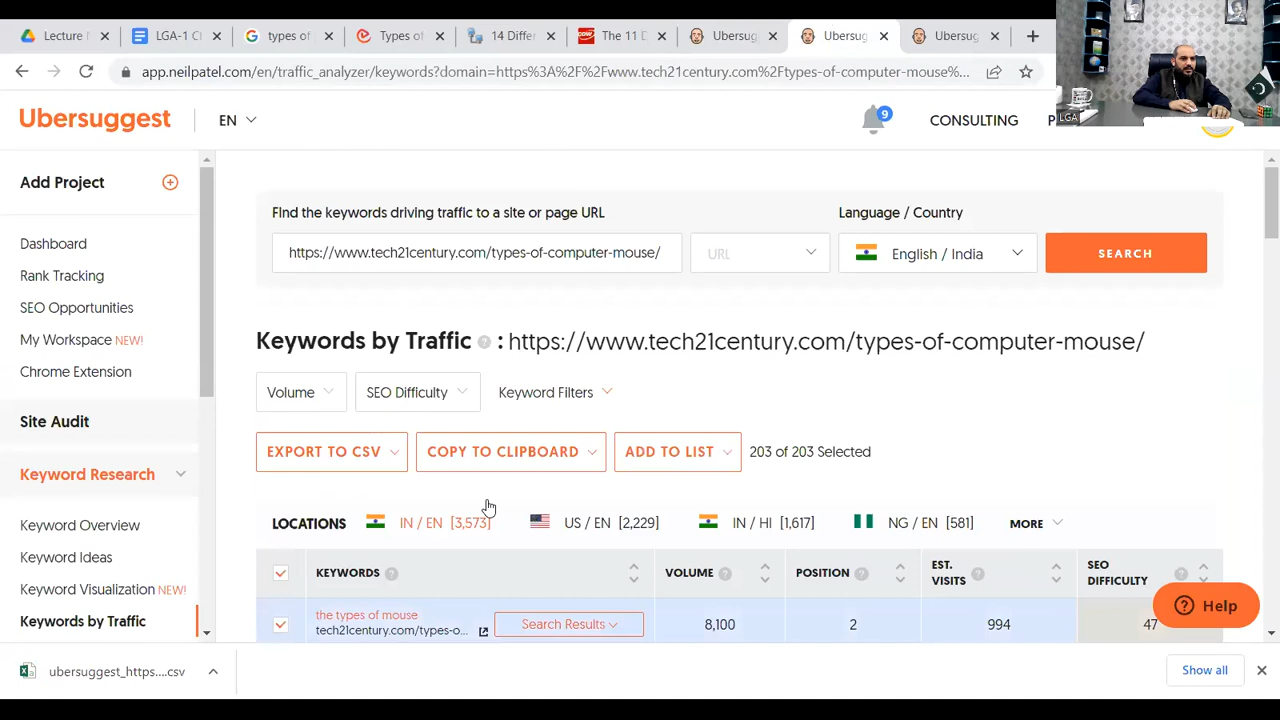 Lecture
LGA-1 C
types of
Types of
14 Differ
CDW
The 11
Ubersug
Ubersug
Ubersug
app.neilpatel.com/en/traffic_analyzer/keywords?domain=https%3A%2F%2Fwww.tech21century.com%2Ftypes-of-computer-mouse%...
LGA
Ubersuggest
EN
9
CONSULTING
P
Add Project
Dashboard
Rank Tracking
SEO Opportunities
My Workspace NEW!
Chrome Extension
Site Audit
Keyword Research
Keyword Overview
Keyword Ideas
Keyword Visualization NEW!
Keywords by Traffic
Find the keywords driving traffic to a site or page URL
Language / Country
https://www.tech21century.com/types-of-computer-mouse/
URL
English / India
SEARCH
Keywords by Traffic ? : https://www.tech21century.com/types-of-computer-mouse/
Volume
SEO Difficulty
Keyword Filters
EXPORT TO CSV
COPY TO CLIPBOARD
ADD TO LIST
203 of 203 Selected
LOCATIONS
IN / EN [3,573]
US / EN [2,229]
IN / HI [1,617]
NG / EN [581]
MORE
KEYWORDS ?
VOLUME ?
POSITION ?
EST. VISITS ?
SEO DIFFICULTY ?
the types of mouse
tech21century.com/types-o...
Search Results
8,100
2
994
47
? Help
ubersuggest_https....csv
Show all